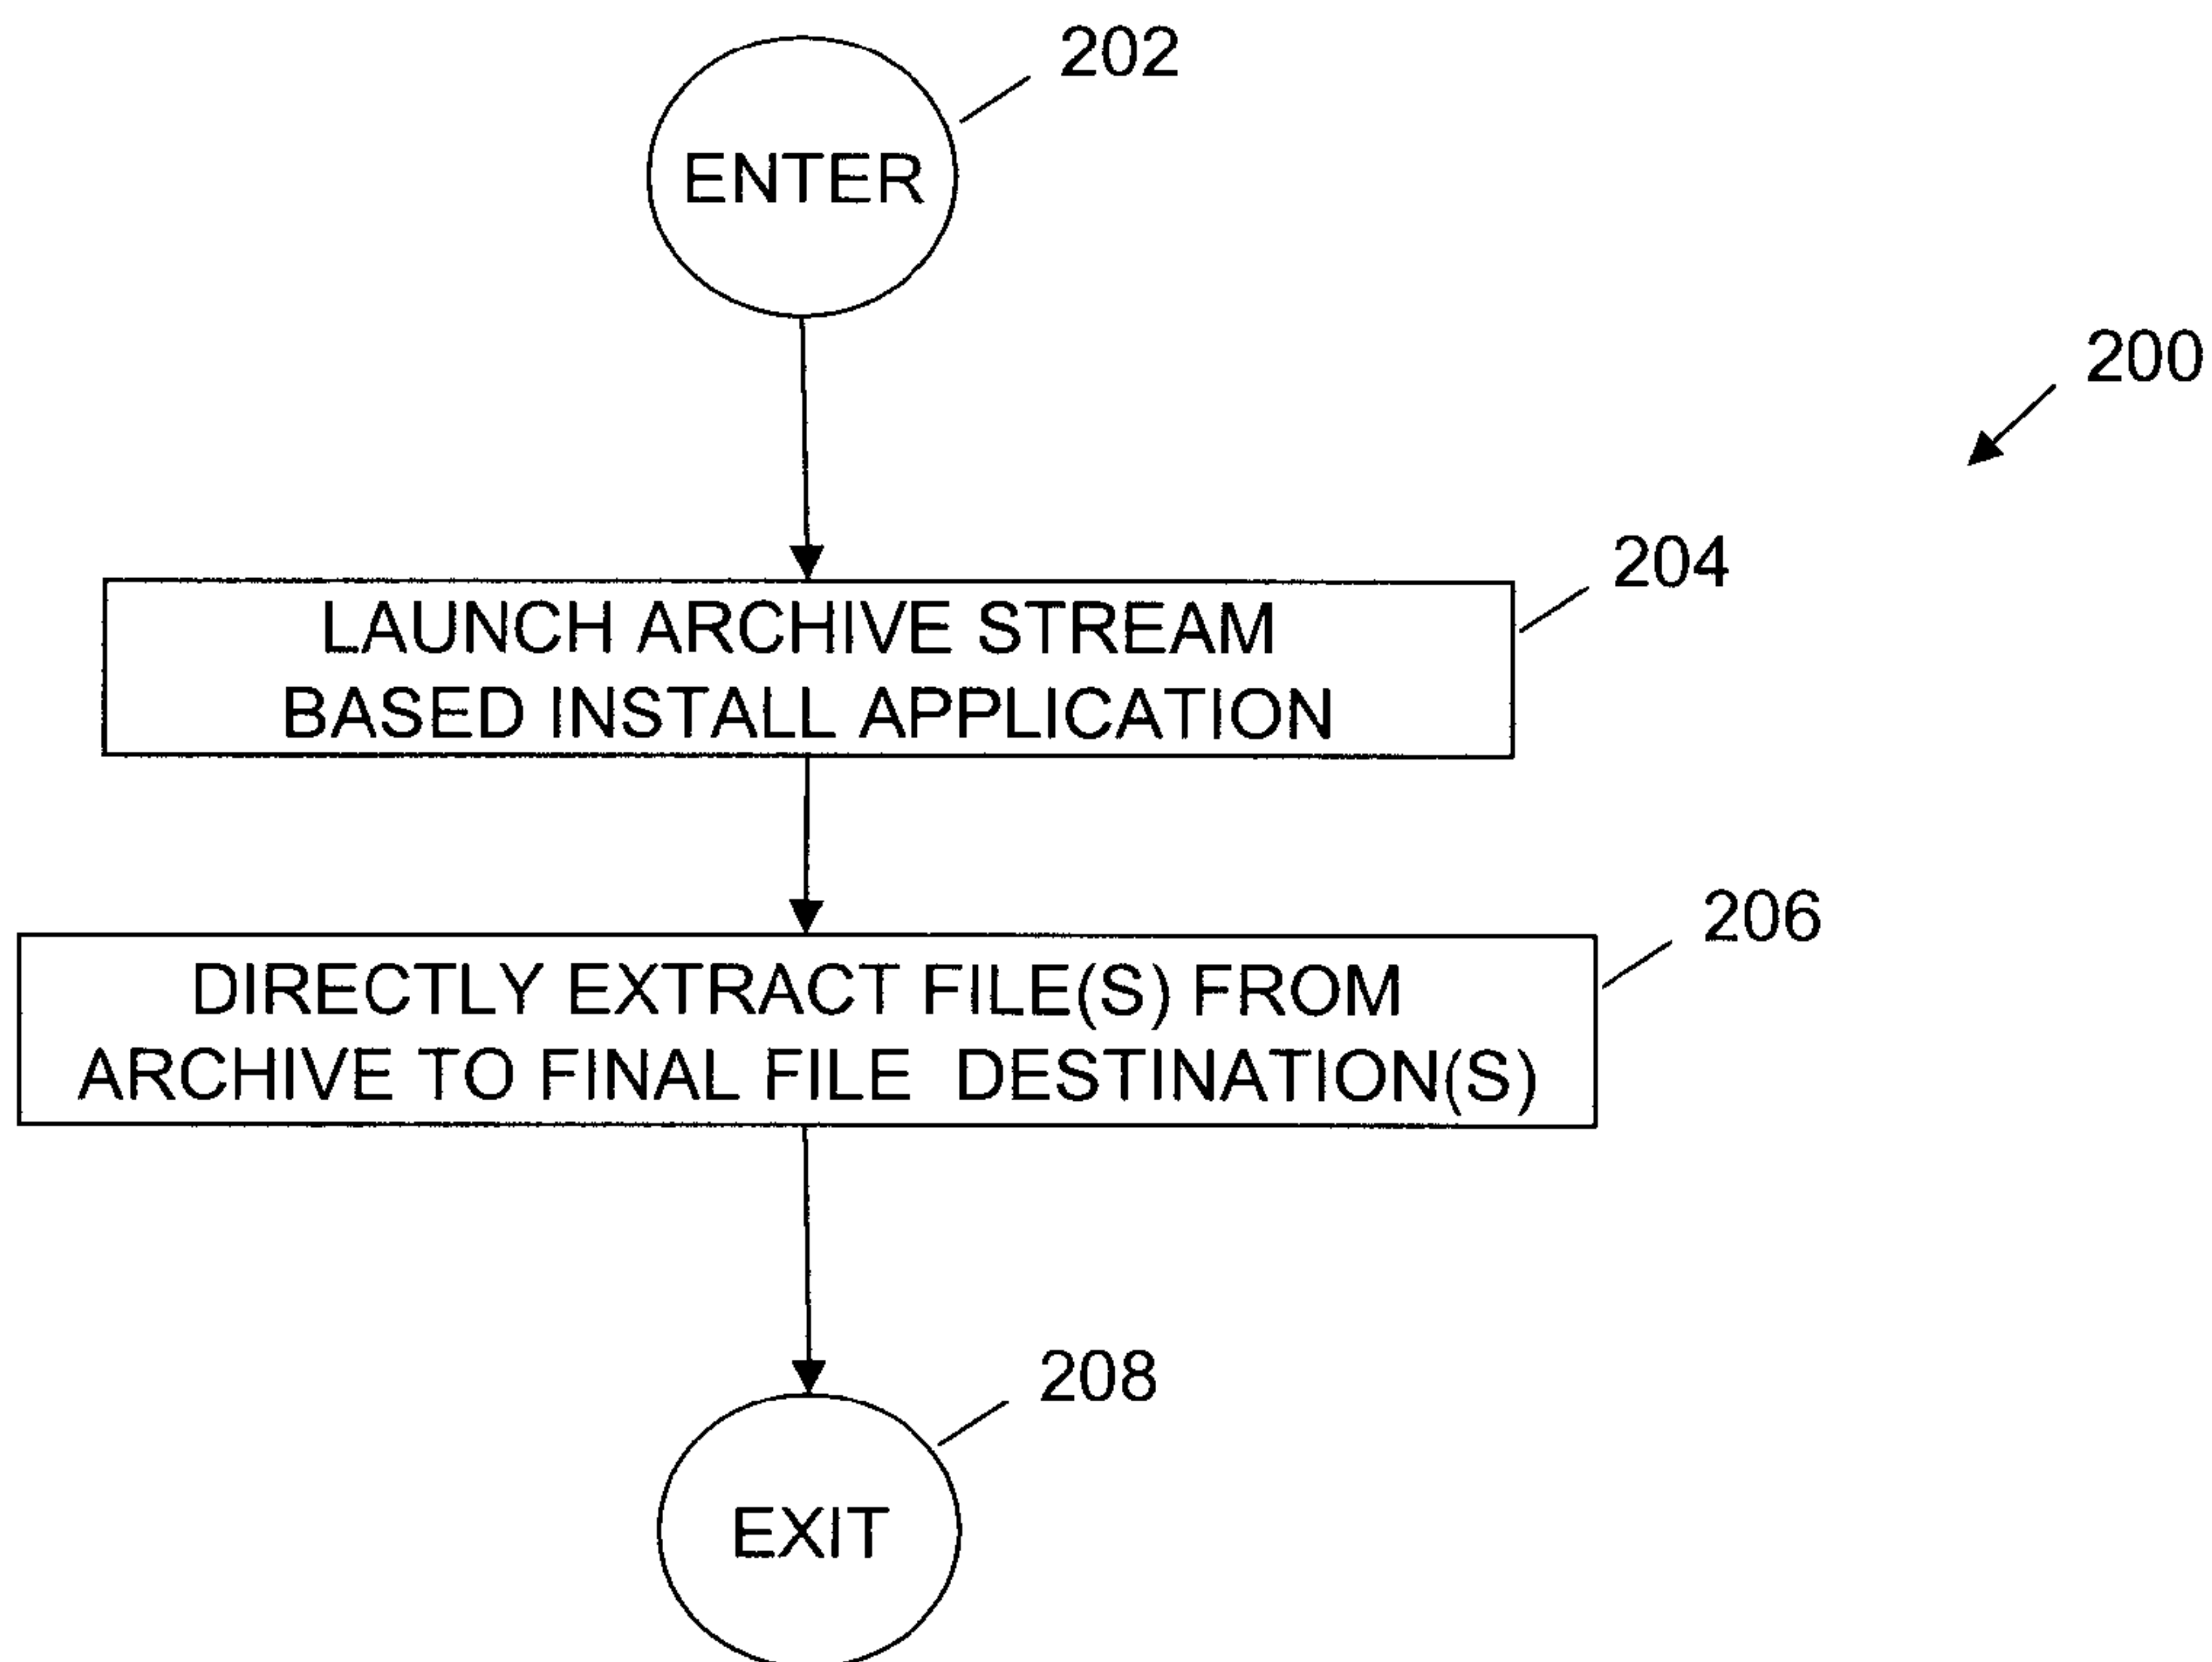 202
ENTER
200
204
LAUNCH ARCHIVE STREAM
BASED INSTALL APPLICATION
206
DIRECTLY EXTRACT FILE(S) FROM
ARCHIVE TO FINAL FILE DESTINATION(S)
208
EXIT